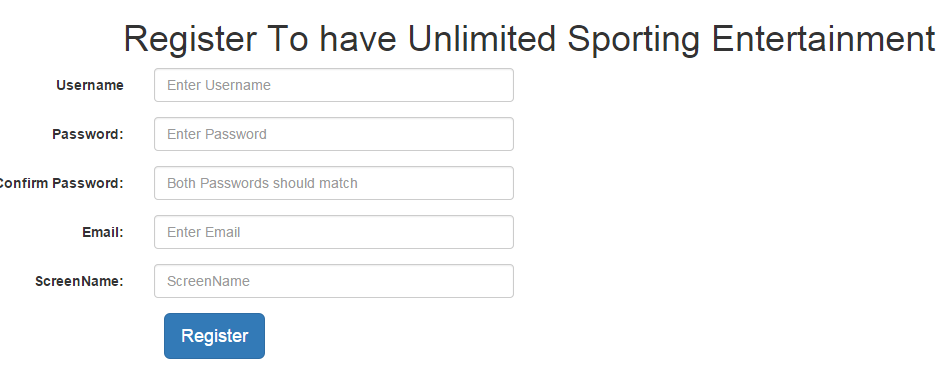 Register To have Unlimited Sporting Entertainment
Username Enter Username
Password: Enter Password
Confirm Password: Both Passwords should match
Email: Enter Email
ScreenName: ScreenName
Register